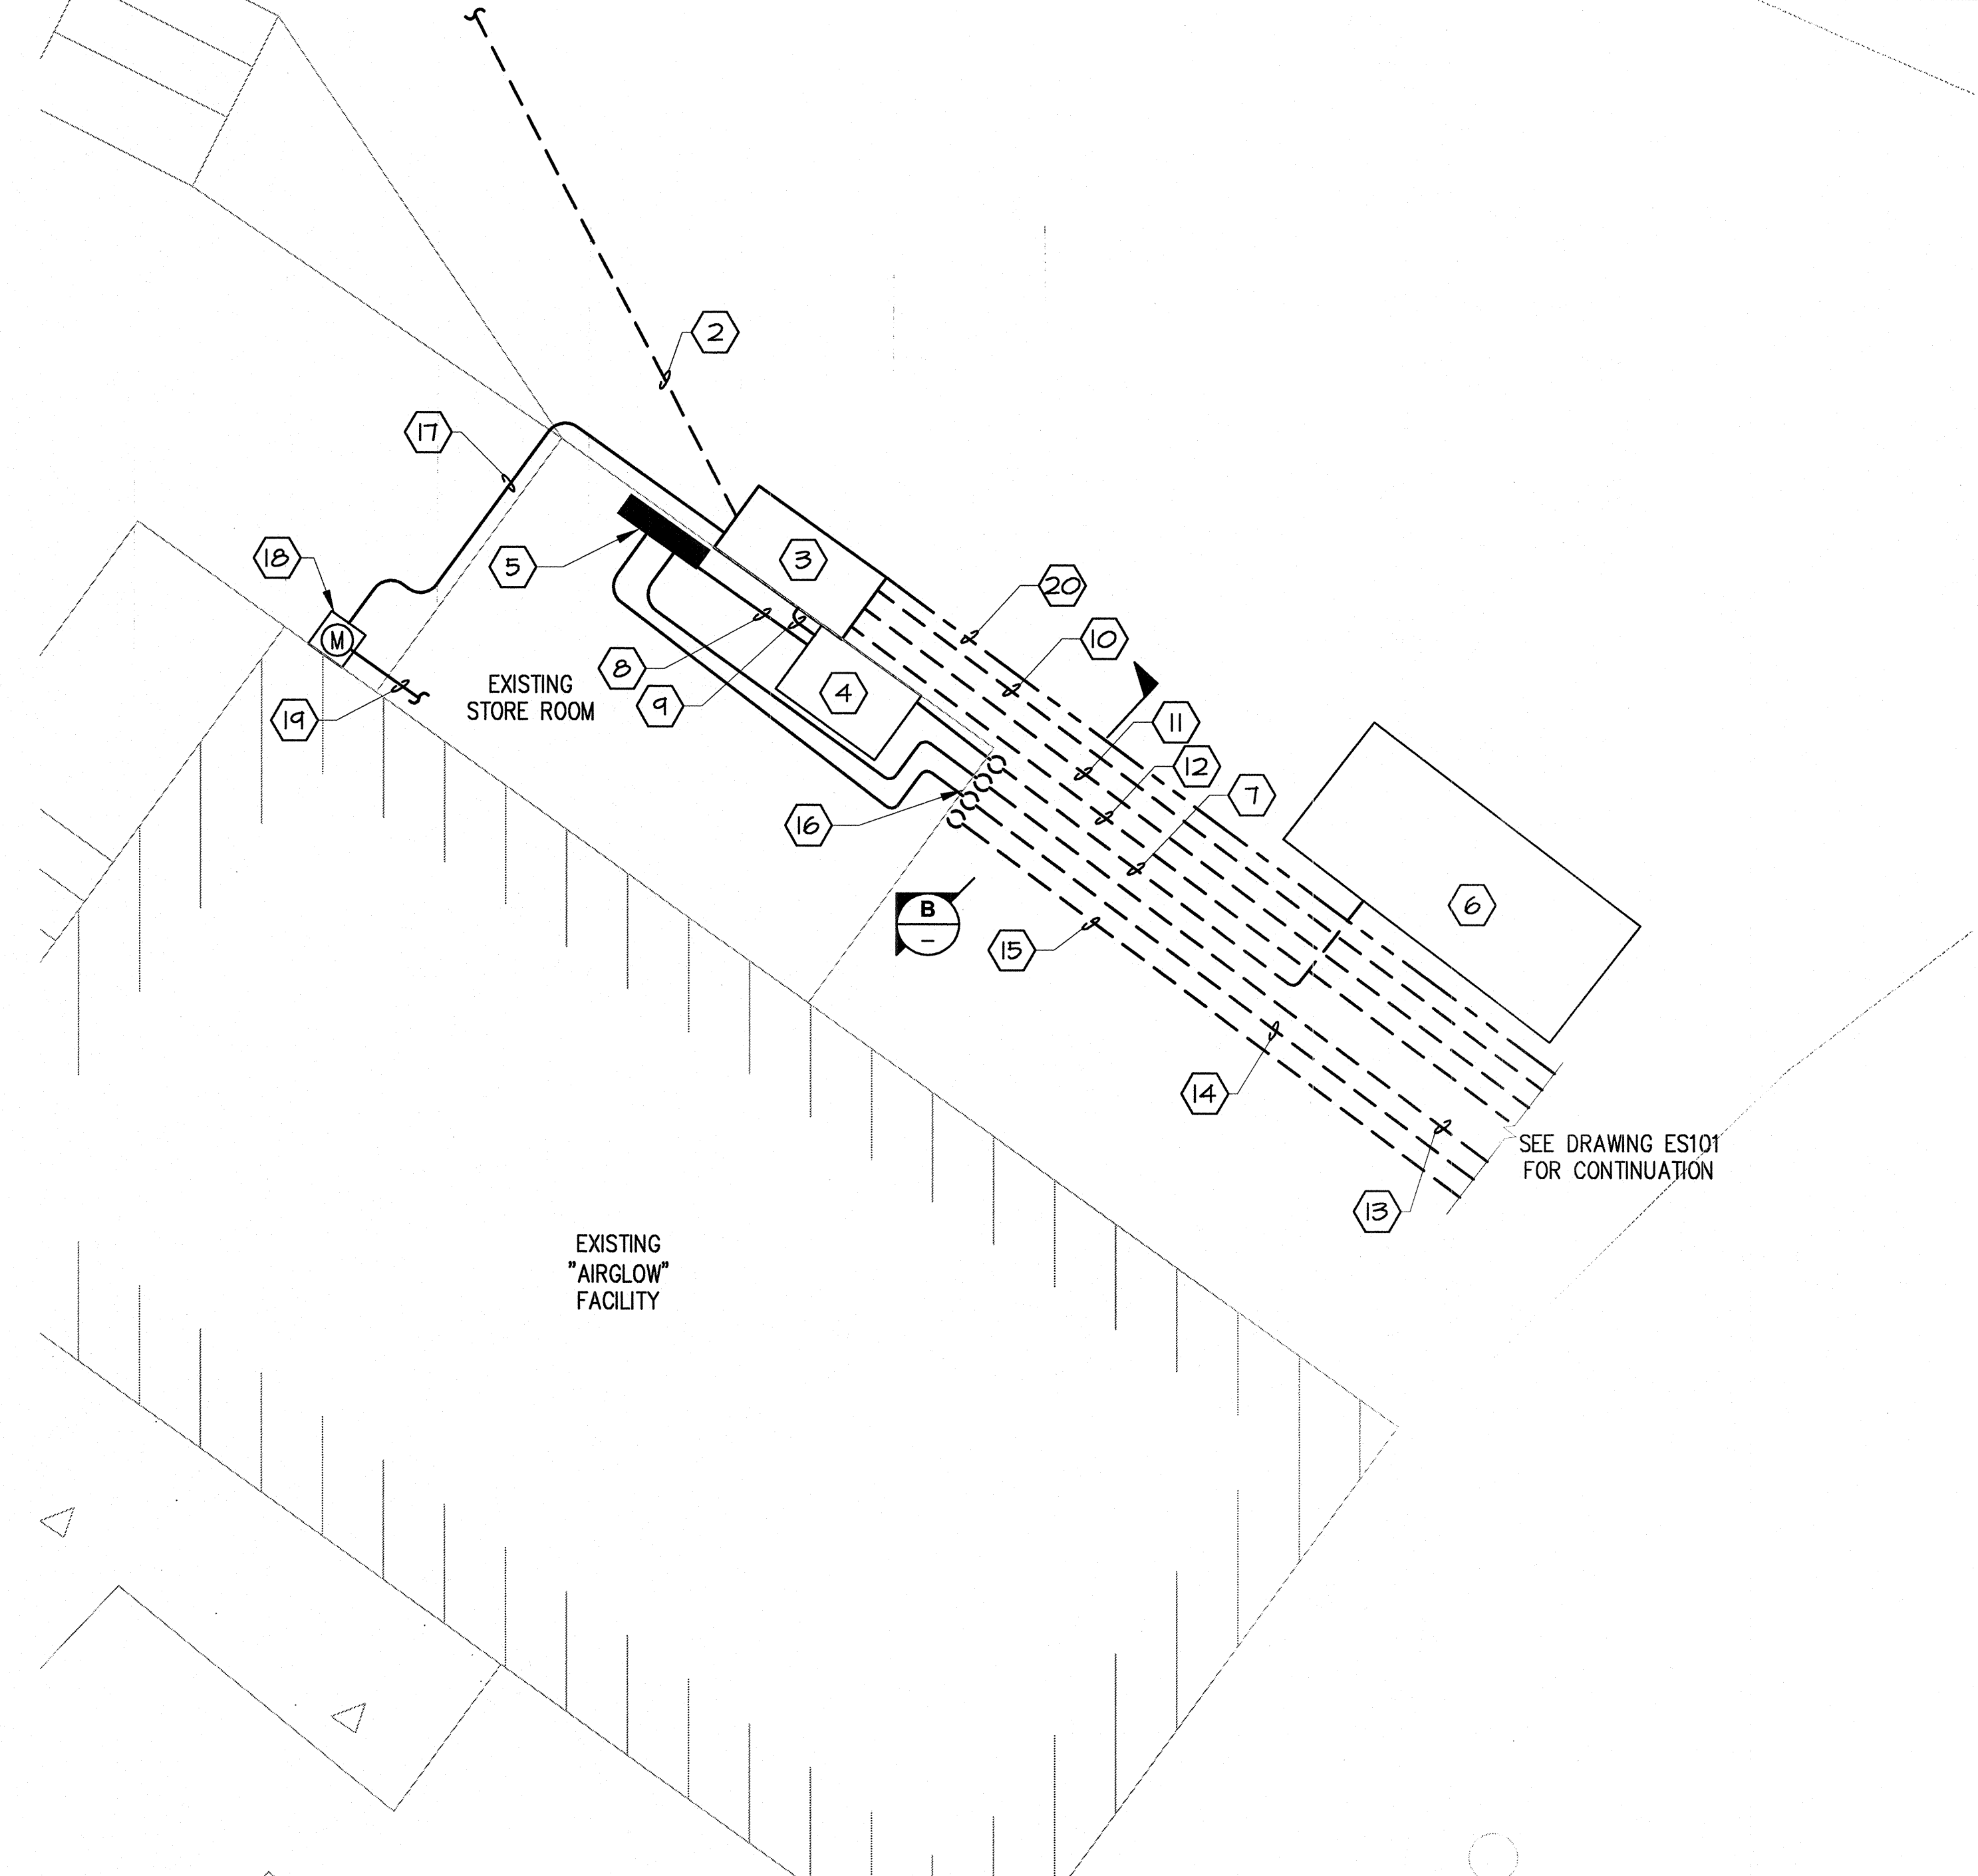 2
17
3
18
5
20
10
EXISTING
STORE ROOM
8
9
4
M
19
11
12
7
16
B
–
15
6
14
SEE DRAWING ES101
FOR CONTINUATION
13
EXISTING
"AIRGLOW"
FACILITY